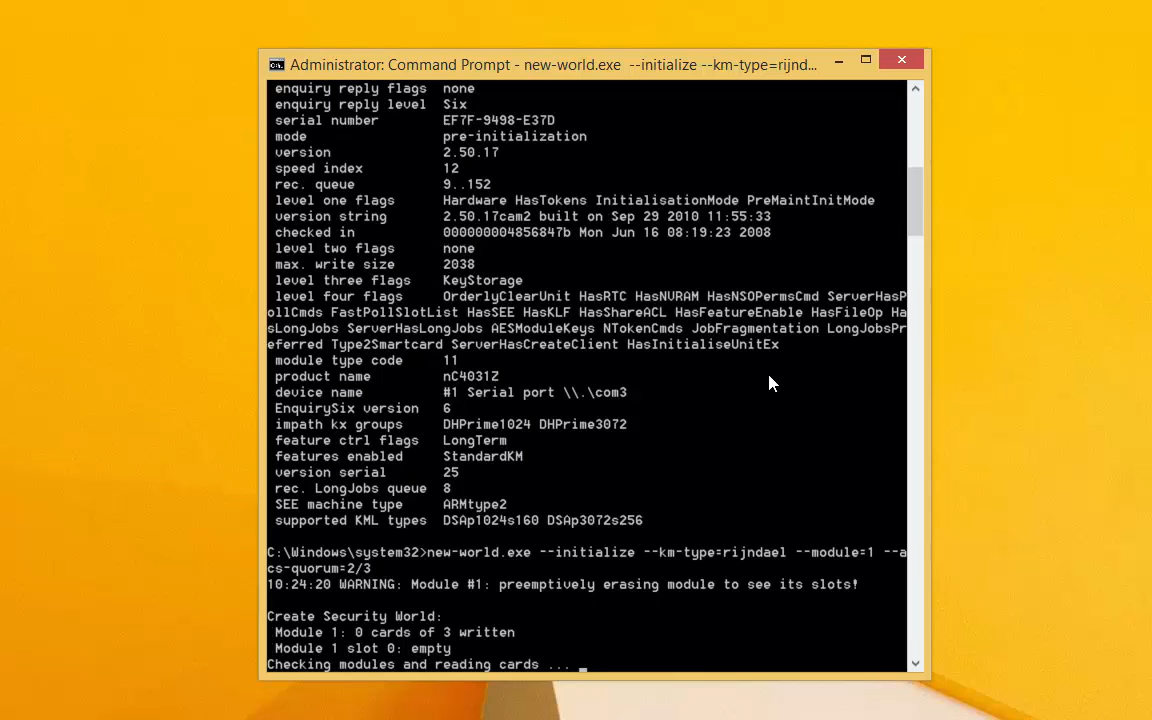 Administrator: Command Prompt - new-world.exe  --initialize --km-type=rijnd...
enquiry reply flags  none
enquiry reply level  Six
serial number        EF7F-9498-E37D
mode                 pre-initialization
version              2.50.17
speed index          12
rec. queue           9..152
level one flags      Hardware HasTokens InitialisationMode PreMaintInitMode
version string       2.50.17cam2 built on Sep 29 2010 11:55:33
checked in           000000004856847b Mon Jun 16 08:19:23 2008
level two flags      none
max. write size      2038
level three flags    KeyStorage
level four flags     OrderlyClearUnit HasRTC HasNVRAM HasNSOPermsCmd ServerHasP
ollCmds FastPollSlotList HasSEE HasKLF HasShareACL HasFeatureEnable HasFileOp Ha
sLongJobs ServerHasLongJobs AESModuleKeys NTokenCmds JobFragmentation LongJobsPr
eferred Type2Smartcard ServerHasCreateClient HasInitialiseUnitEx
module type code     11
product name         nC4031Z
device name          #1 Serial port \\.\com3
EnquirySix version   6
impath kx groups     DHPrime1024 DHPrime3072
feature ctrl flags   LongTerm
features enabled     StandardKM
version serial       25
rec. LongJobs queue  8
SEE machine type     ARMtype2
supported KML types  DSAp1024s160 DSAp3072s256
C:\Windows\system32>new-world.exe --initialize --km-type=rijndael --module=1 --a
cs-quorum=2/3
10:24:20 WARNING: Module #1: preemptively erasing module to see its slots!
Create Security World:
Module 1: 0 cards of 3 written
Module 1 slot 0: empty
Checking modules and reading cards ... _